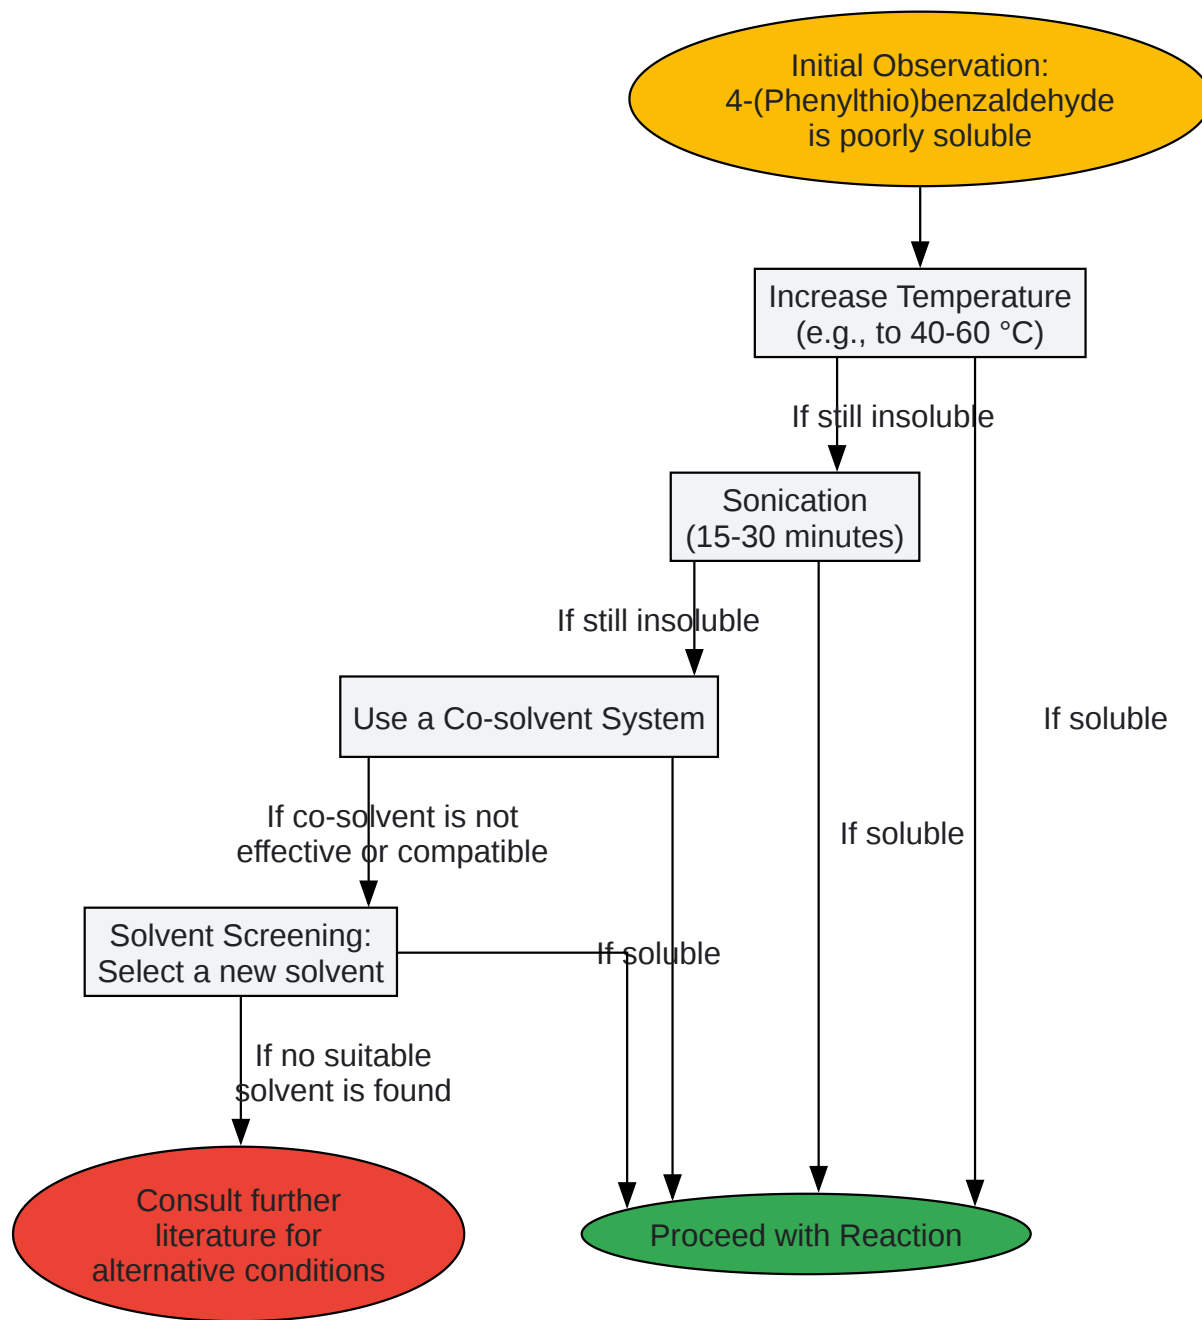 Initial Observation:
4-(Phenylthio)benzaldehyde
is poorly soluble
Increase Temperature
(e.g., to 40-60 °C)
If still insoluble
Sonication
(15-30 minutes)
If still insoluble
Use a Co-solvent System
If soluble
If co-solvent is not
effective or compatible
If soluble
Solvent Screening:
Select a new solvent
If soluble
If no suitable
solvent is found
Consult further
literature for
alternative conditions
Proceed with Reaction